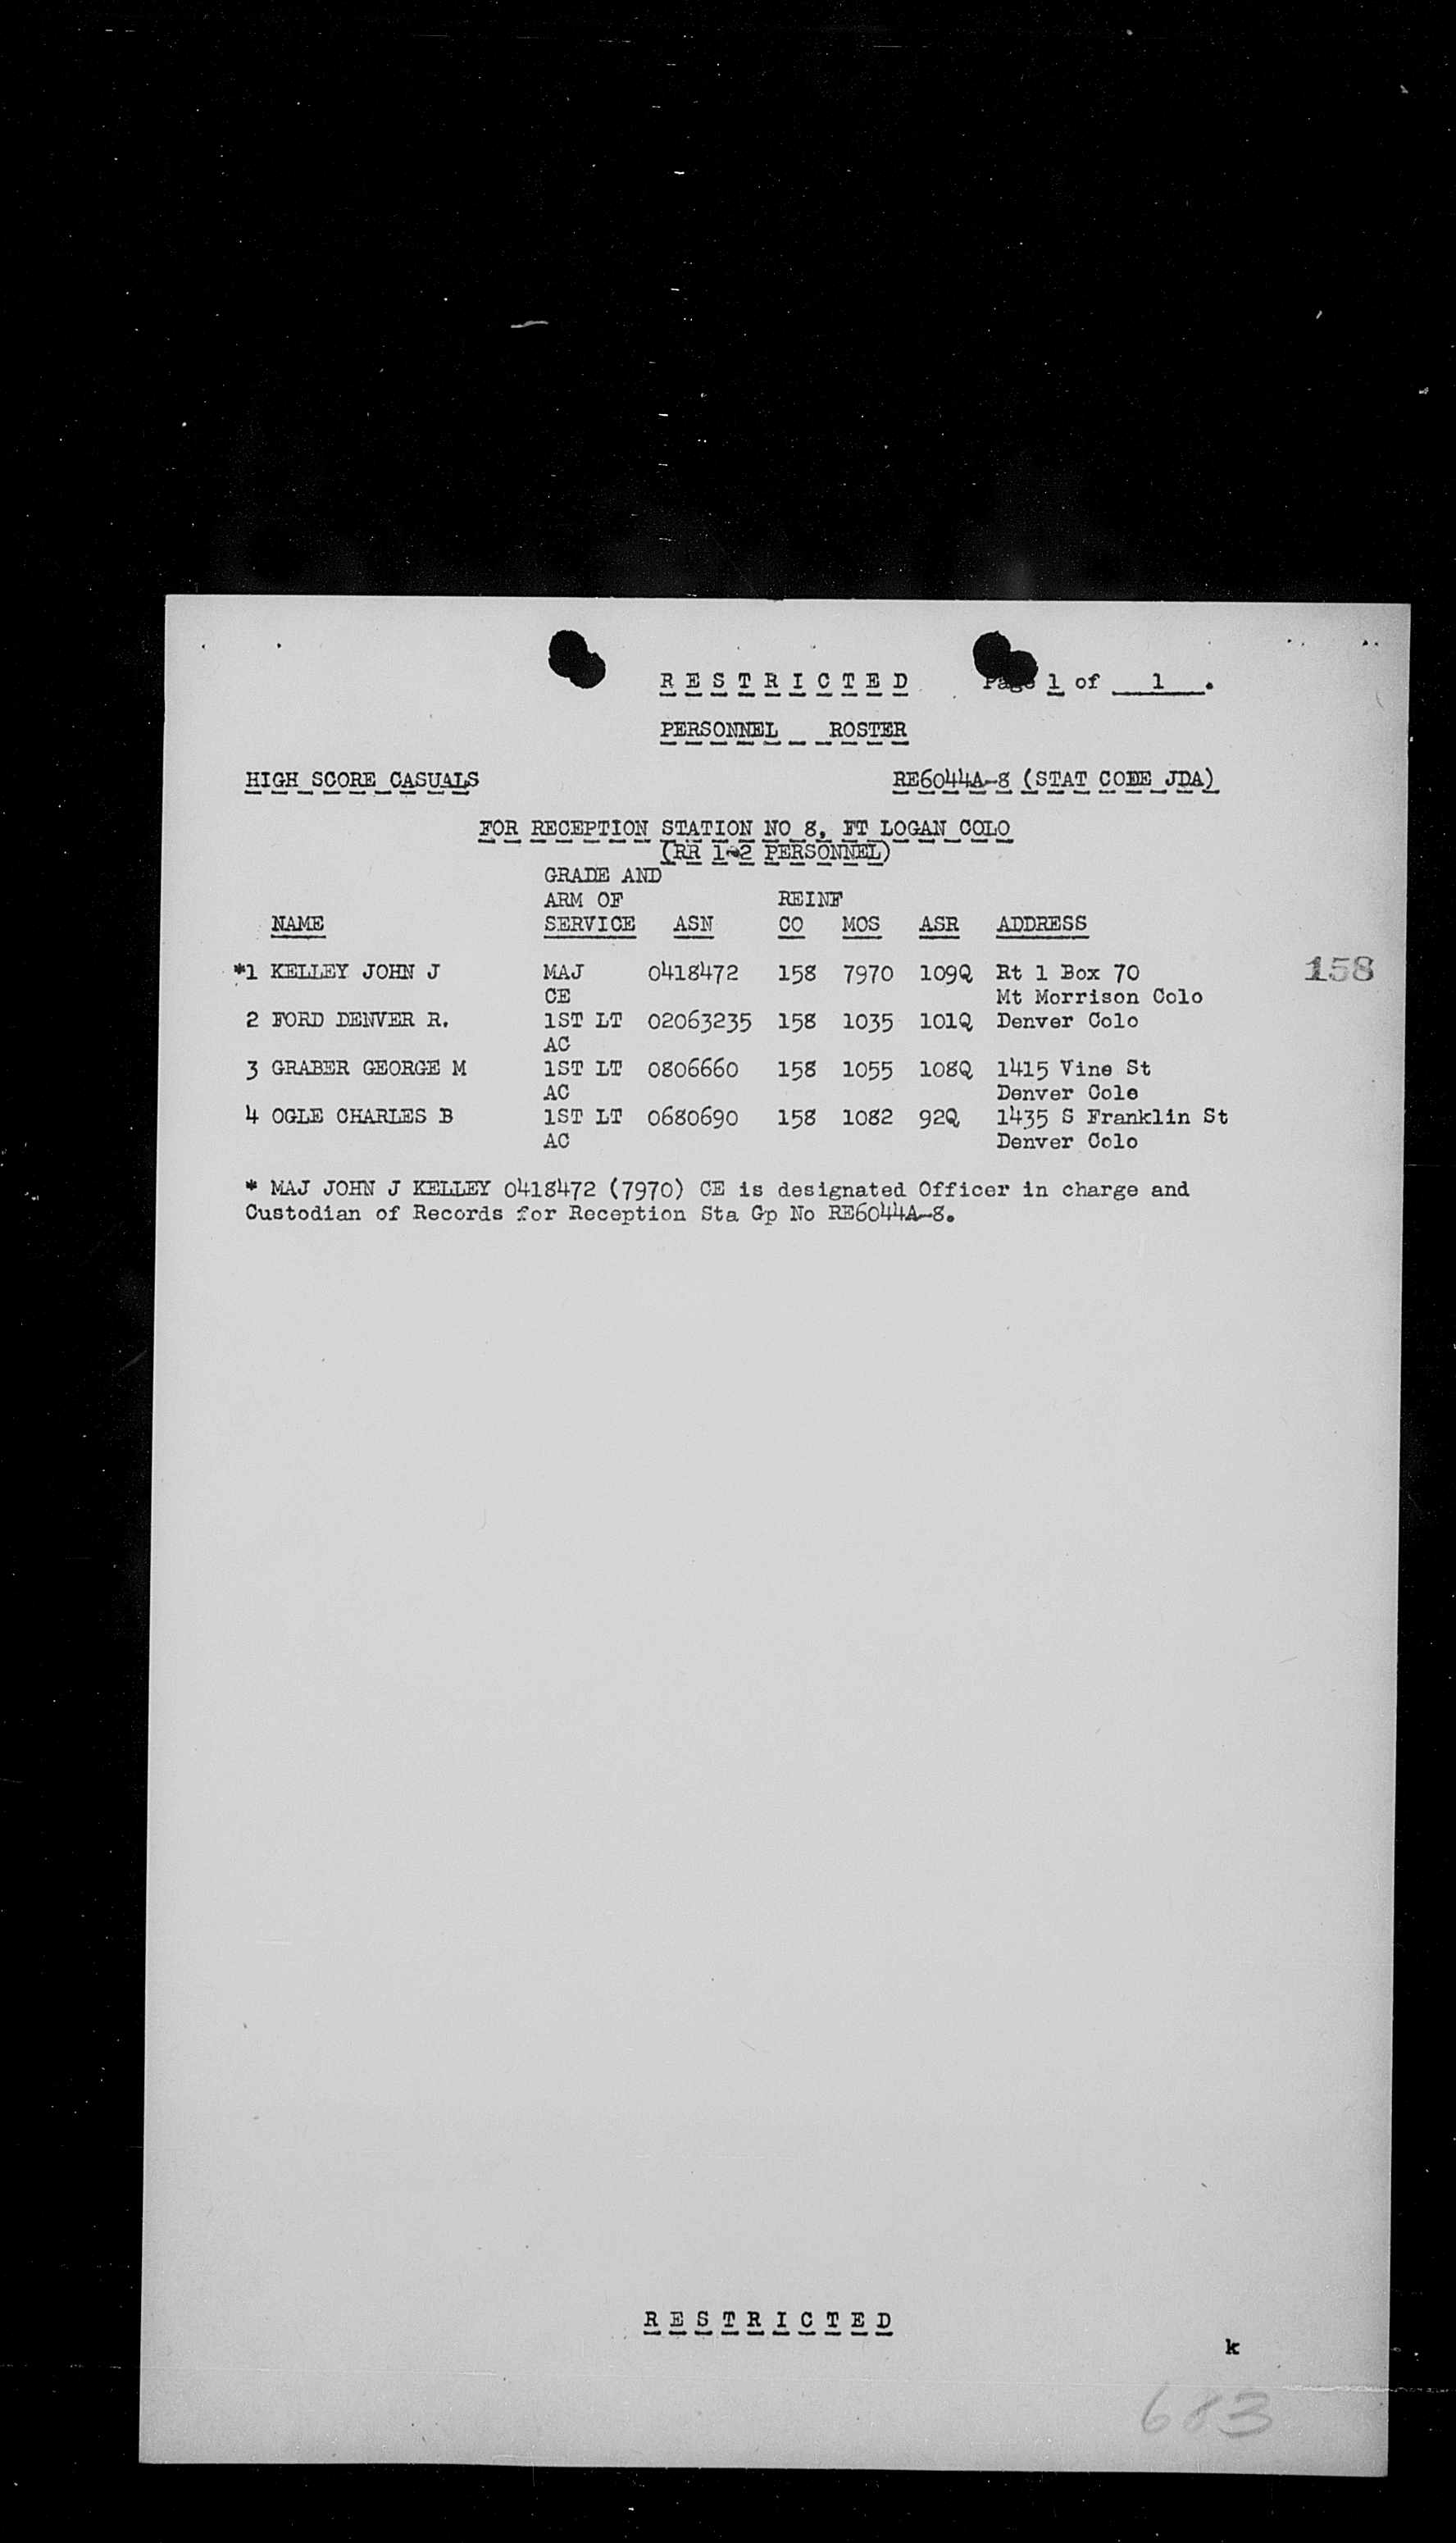 R E S T R I C T E D Page 1 of 1 .
PERSONNEL ROSTER
HIGH SCORE CASUALS RE6044A-8 (STAT CODE JDA)
FOR RECEPTION STATION NO 8, FT LOGAN COLO
(RR 1-2 PERSONNEL)
GRADE AND
ARM OF REINF
NAME SERVICE ASN CO MOS ASR ADDRESS
*1 KELLEY JOHN J MAJ 0418472 158 7970 109Q Rt 1 Box 70 158
CE Mt Morrison Colo
2 FORD DENVER R. 1ST LT 02063235 158 1035 101Q Denver Colo
AC
3 GRABER GEORGE M 1ST LT 0806660 158 1055 108Q 1415 Vine St
AC Denver Colo
4 OGLE CHARLES B 1ST LT 0680690 158 1082 92Q 1435 S Franklin St
AC Denver Colo
* MAJ JOHN J KELLEY 0418472 (7970) CE is designated Officer in charge and
Custodian of Records for Reception Sta Gp No RE6044A-8.
R E S T R I C T E D
k
683